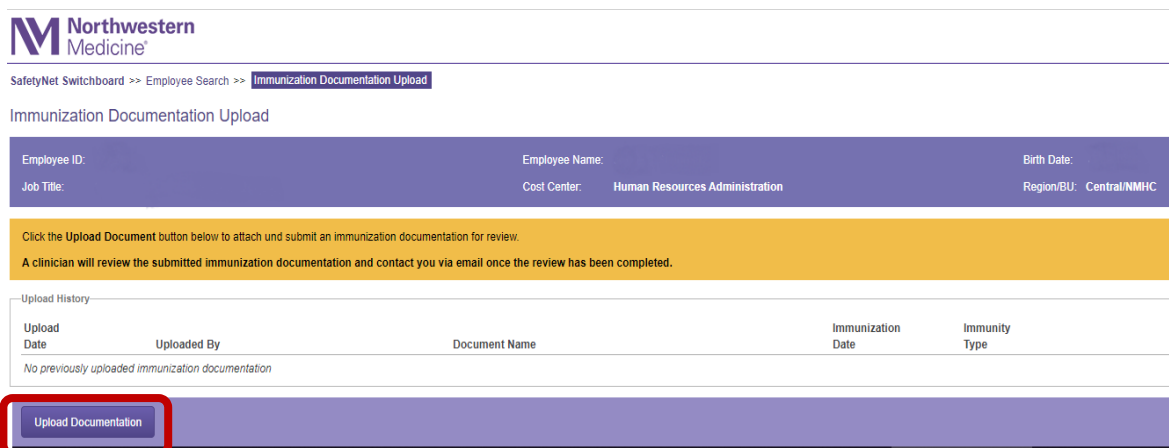 Northwestern
Medicine®
SafetyNet Switchboard >> Employee Search >> Immunization Documentation Upload
Immunization Documentation Upload
Employee ID: Employee Name: Birth Date:
Job Title: Cost Center: Human Resources Administration Region/BU: Central/NMHC
Click the Upload Document button below to attach und submit an immunization documentation for review.
A clinician will review the submitted immunization documentation and contact you via email once the review has been completed.
Upload History
Upload Immunization Immunity
Date Uploaded By Document Name Date Type
No previously uploaded immunization documentation
Upload Documentation